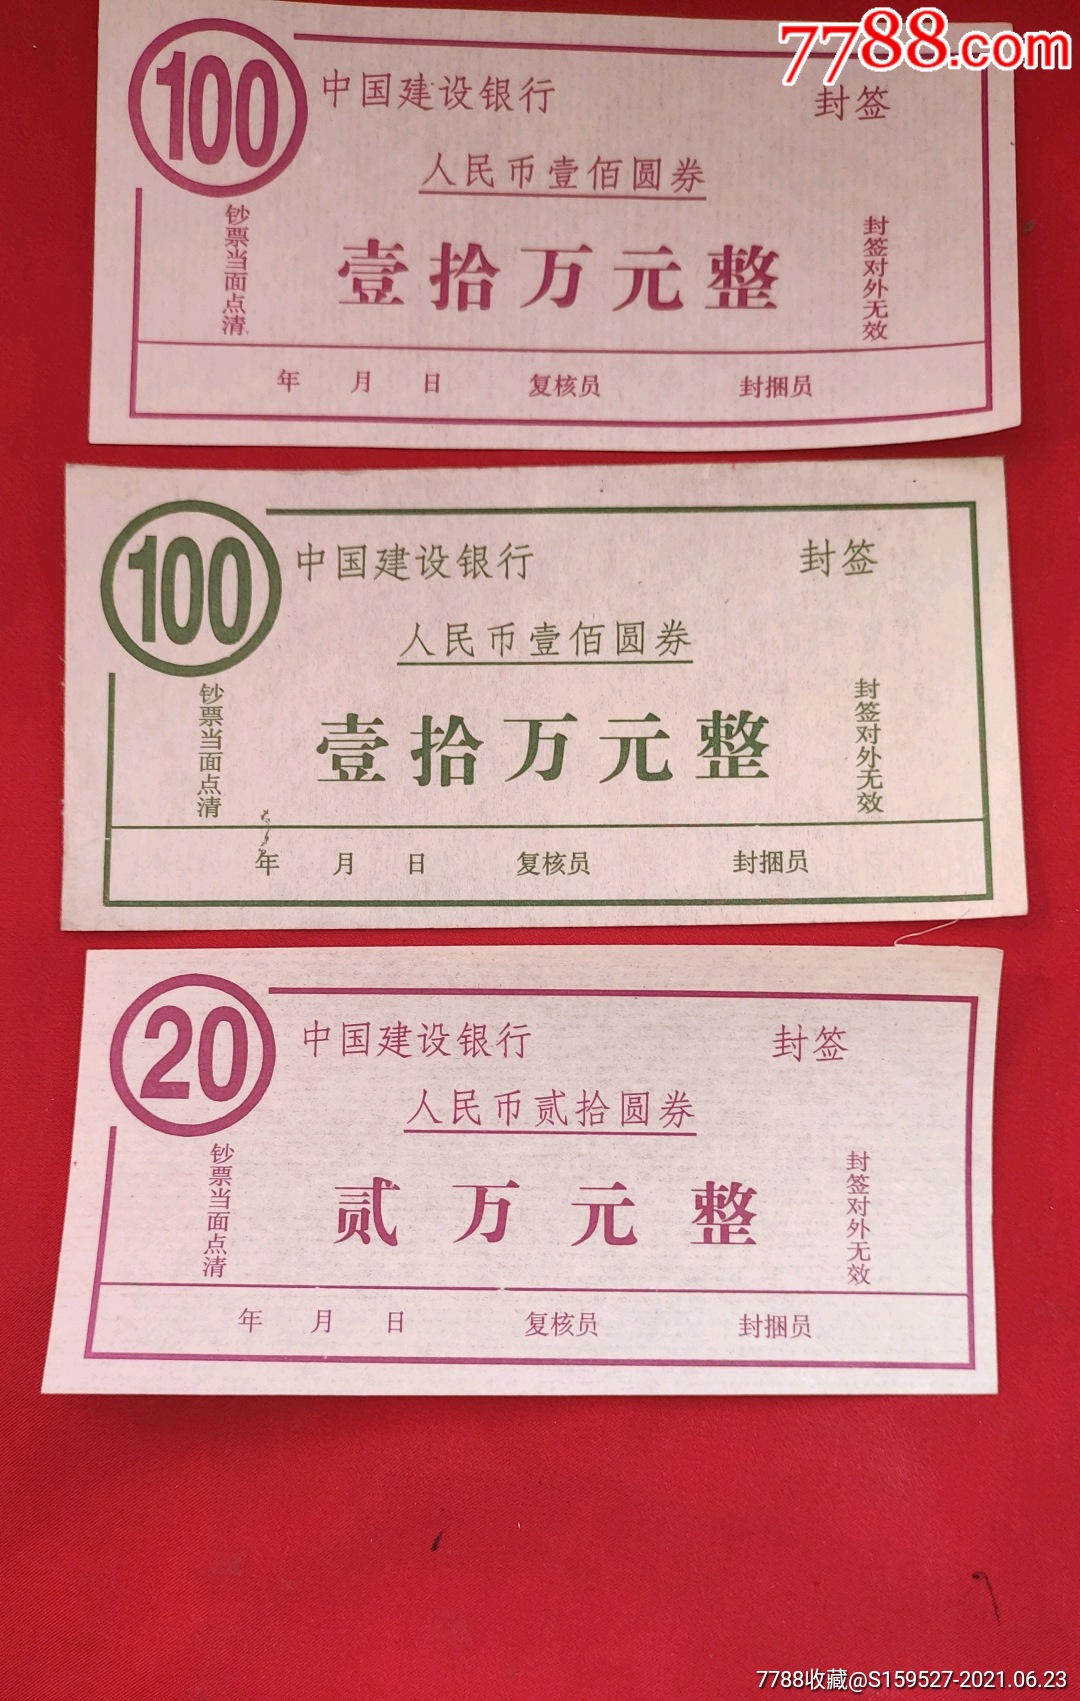 7788.com
100
中国建设银行
封签
人民币壹佰圆券
钞票当面点清
壹拾万元整
封签对外无效
年 月 日 复核员 封捆员
100
中国建设银行
封签
人民币壹佰圆券
钞票当面点清
壹拾万元整
封签对外无效
年 月 日 复核员 封捆员
20
中国建设银行
封签
人民币贰拾圆券
钞票当面点清
贰万元整
封签对外无效
年 月 日 复核员 封捆员
7788收藏@S159527-2021.06.23